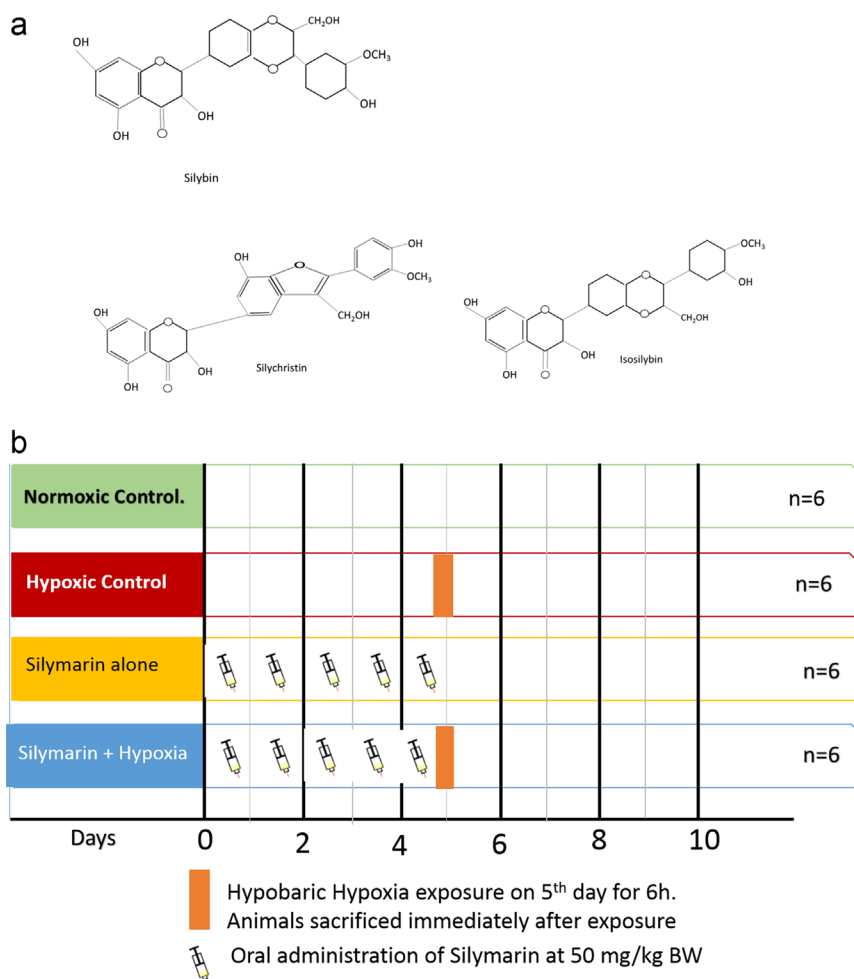 a
OH
O
O
OH
O
OH
O
O
CH2OH
OCH3
OH
Silybin
OH
O
O
OH
OH
OH
O
CH2OH
OH
OCH3
Silychristin
OH
O
O
OH
OH
O
O
CH2OH
OCH3
OH
Isosilybin
b
Normoxic Control.
n=6
Hypoxic Control
n=6
Silymarin alone
n=6
Silymarin + Hypoxia
n=6
Days 0 2 4 6 8 10
Hypobaric Hypoxia exposure on 5th day for 6h.
Animals sacrificed immediately after exposure
Oral administration of Silymarin at 50 mg/kg BW